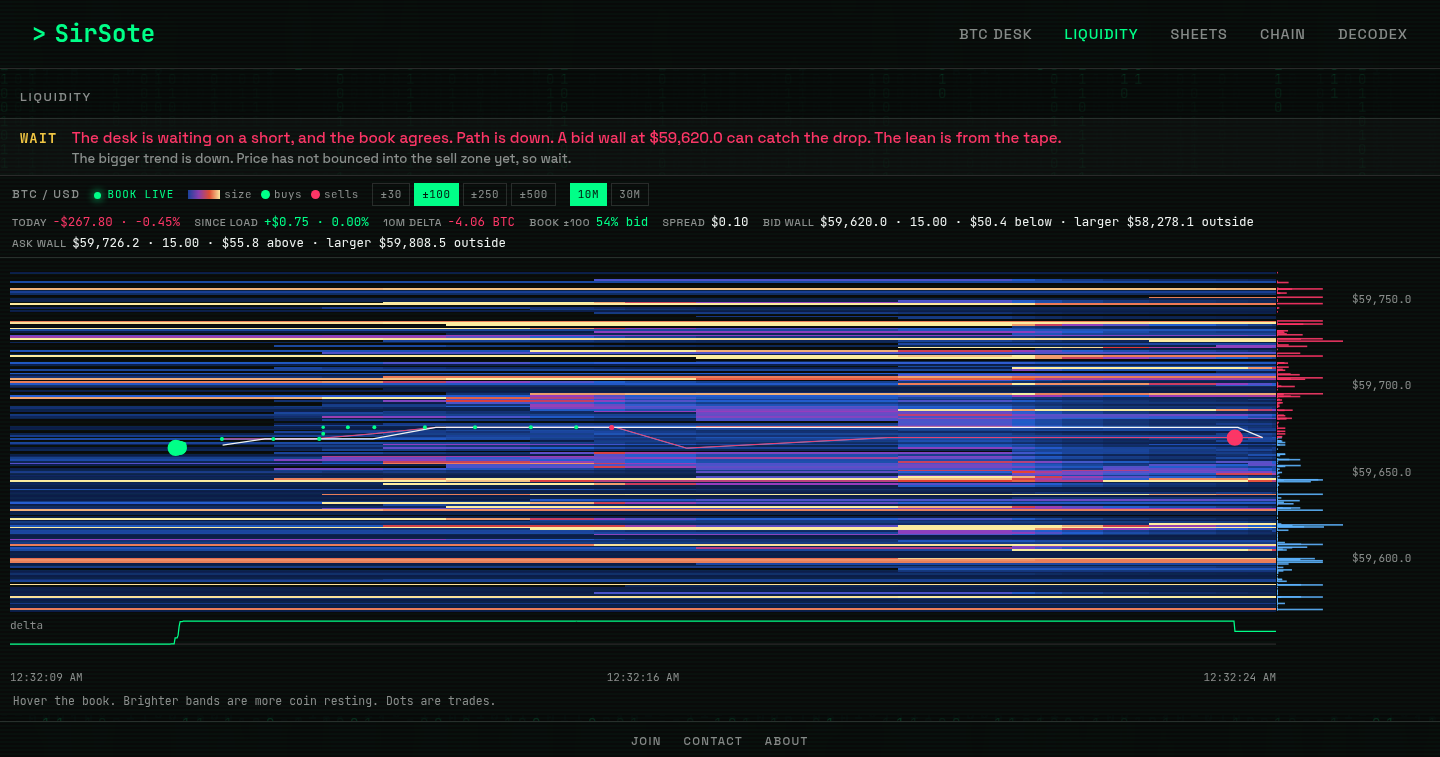 > SirSote
BTC DESK LIQUIDITY SHEETS CHAIN DECODEX
LIQUIDITY
WAIT The desk is waiting on a short, and the book agrees. Path is down. A bid wall at $59,620.0 can catch the drop. The lean is from the tape.
The bigger trend is down. Price has not bounced into the sell zone yet, so wait.
BTC / USD BOOK LIVE size buys sells ±30 ±100 ±250 ±500 10M 30M
TODAY -$267.80 · -0.45% SINCE LOAD +$0.75 · 0.00% 10M DELTA -4.06 BTC BOOK ±100 54% bid SPREAD $0.10 BID WALL $59,620.0 · 15.00 · $50.4 below · larger $58,278.1 outside
ASK WALL $59,726.2 · 15.00 · $55.8 above · larger $59,808.5 outside
$59,750.0
$59,700.0
$59,650.0
$59,600.0
delta
12:32:09 AM 12:32:16 AM 12:32:24 AM
Hover the book. Brighter bands are more coin resting. Dots are trades.
JOIN CONTACT ABOUT